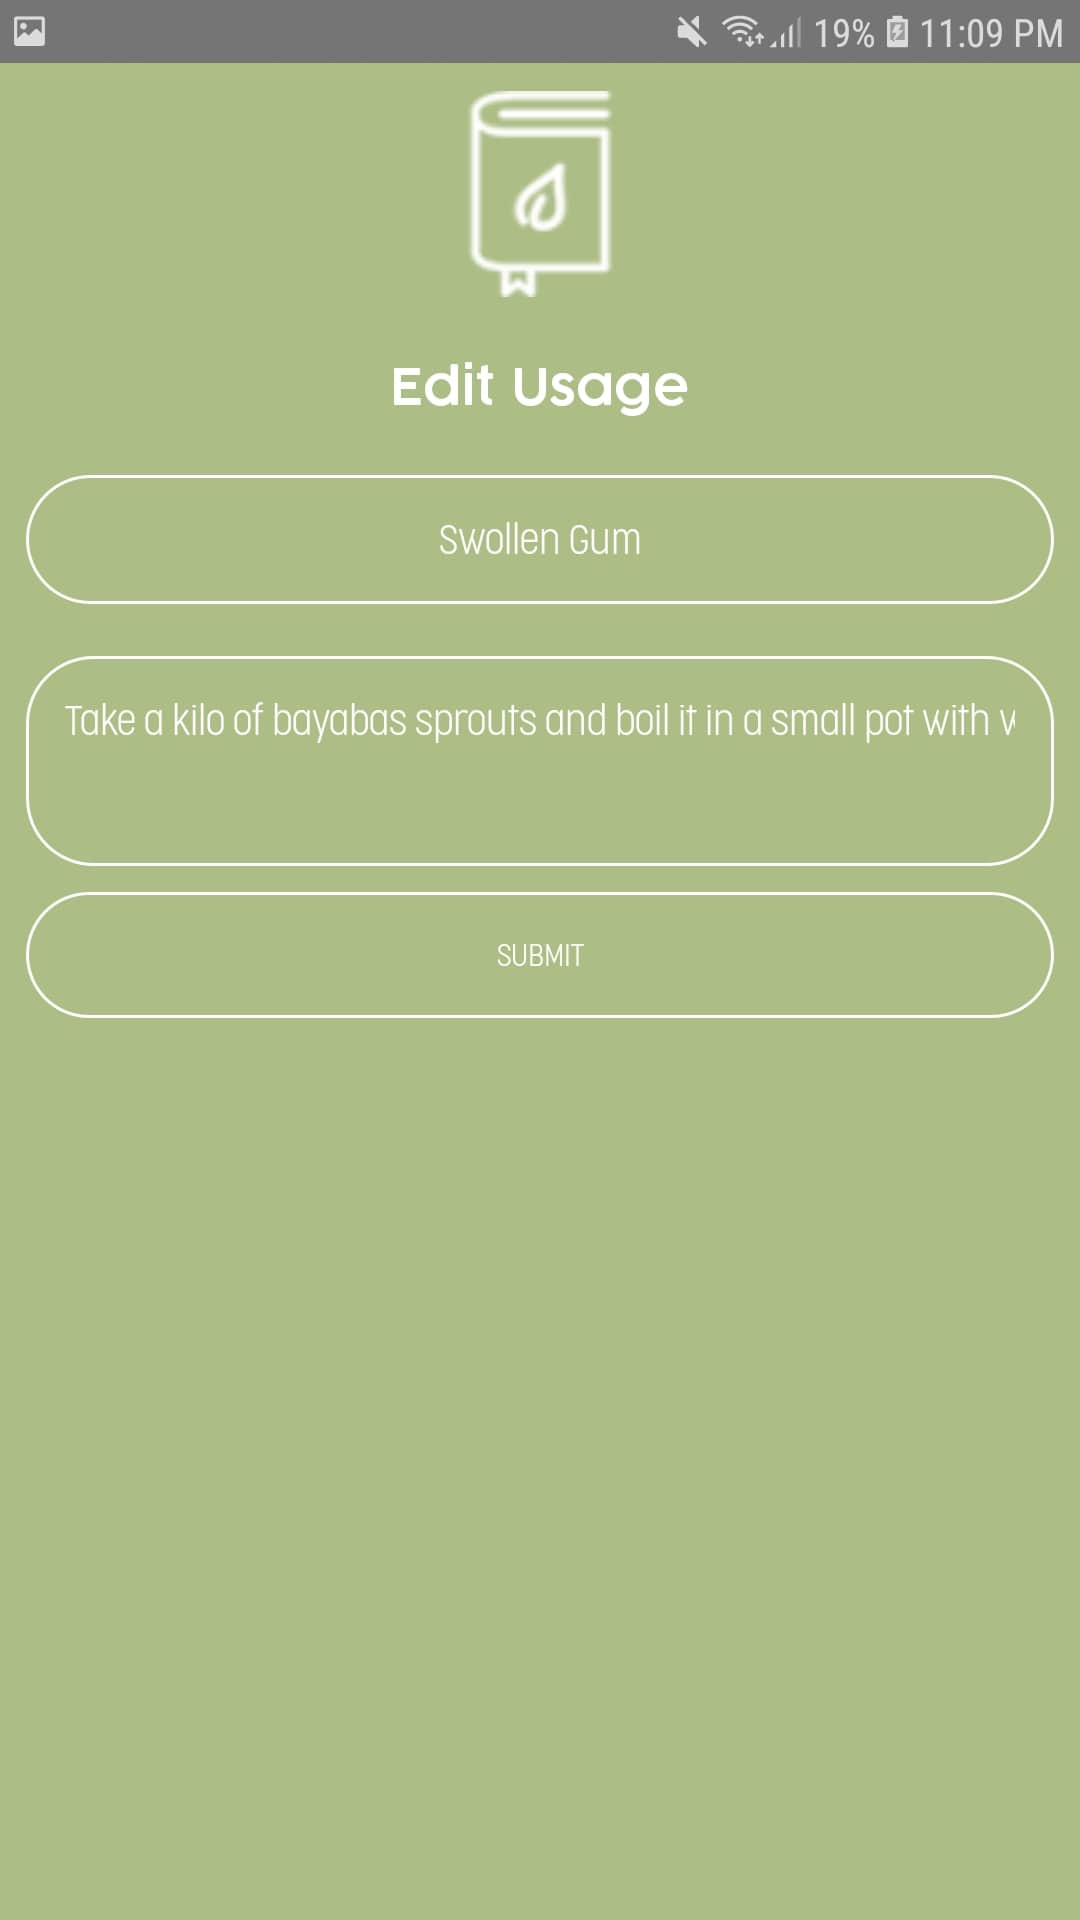 19% 11:09 PM
Edit Usage
Swollen Gum
Take a kilo of bayabas sprouts and boil it in a small pot with
SUBMIT